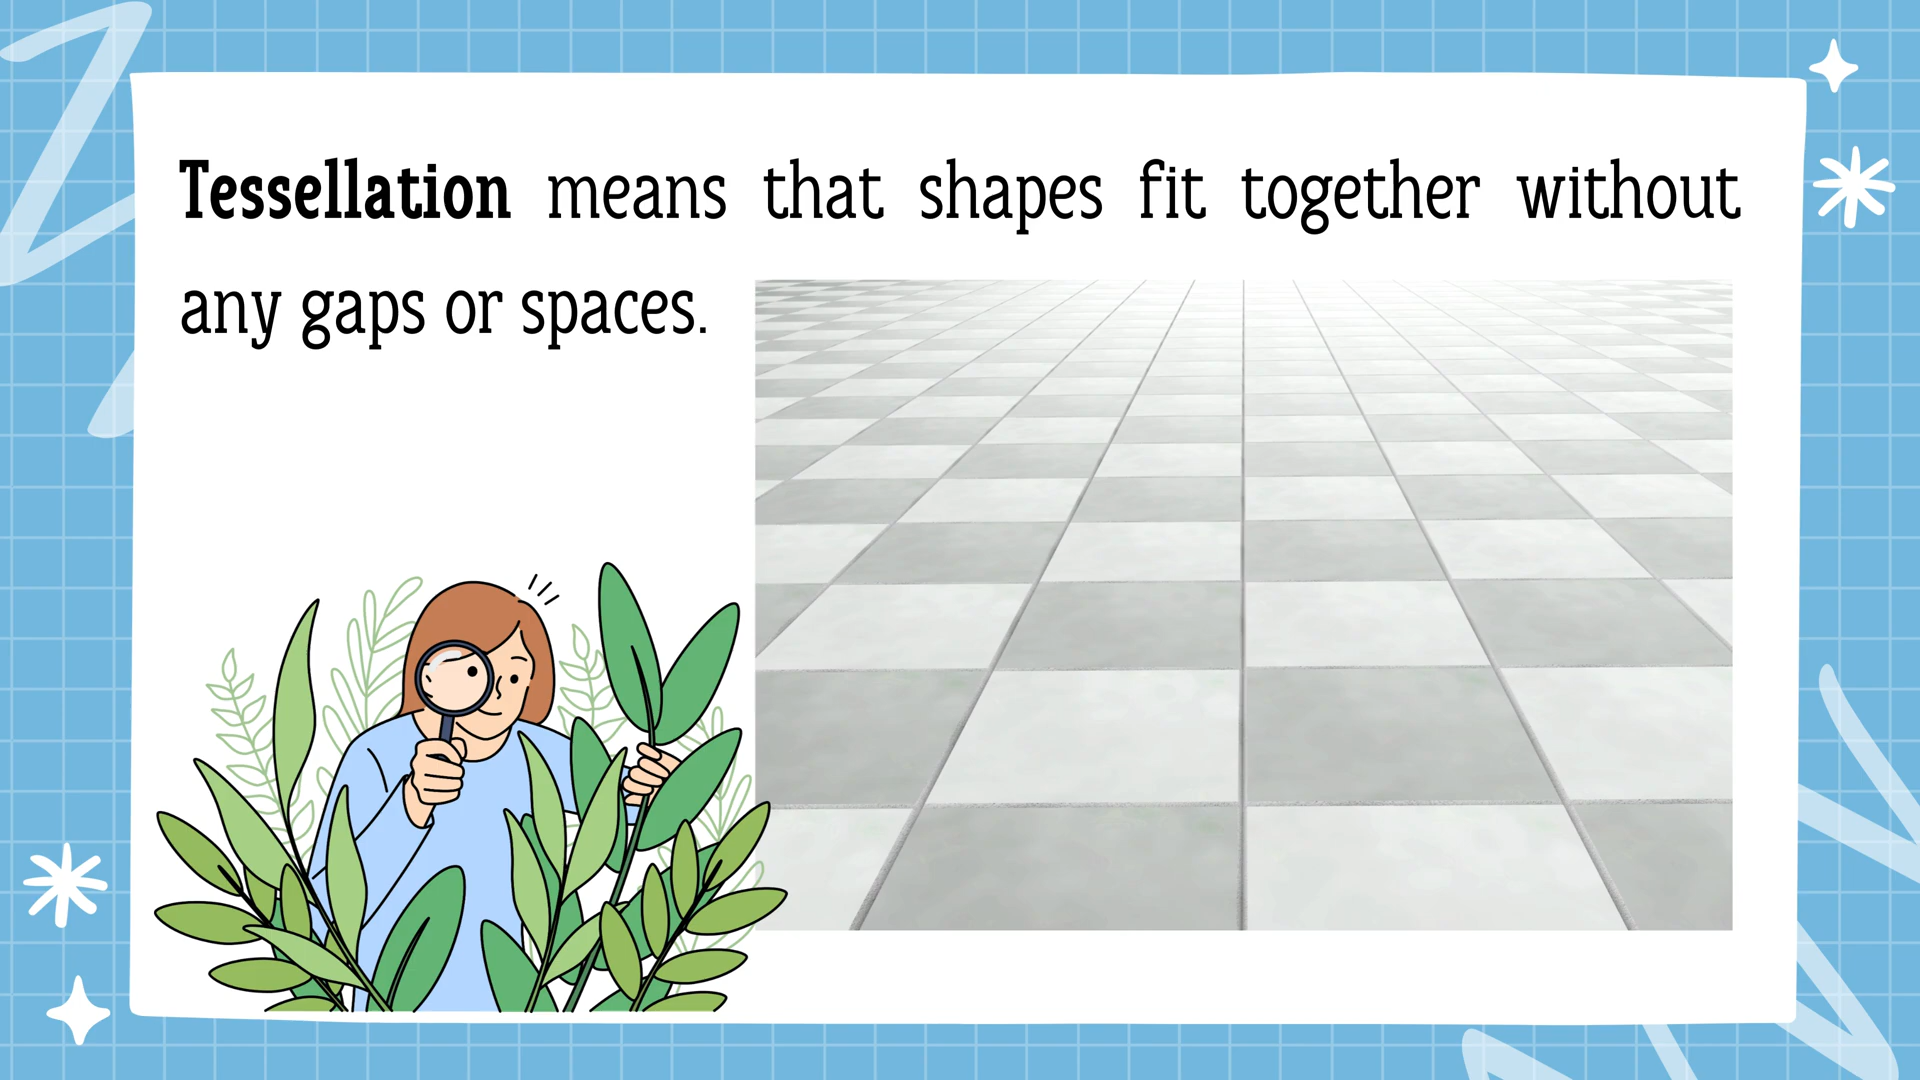 Tessellation means that shapes fit together without
any gaps or spaces.